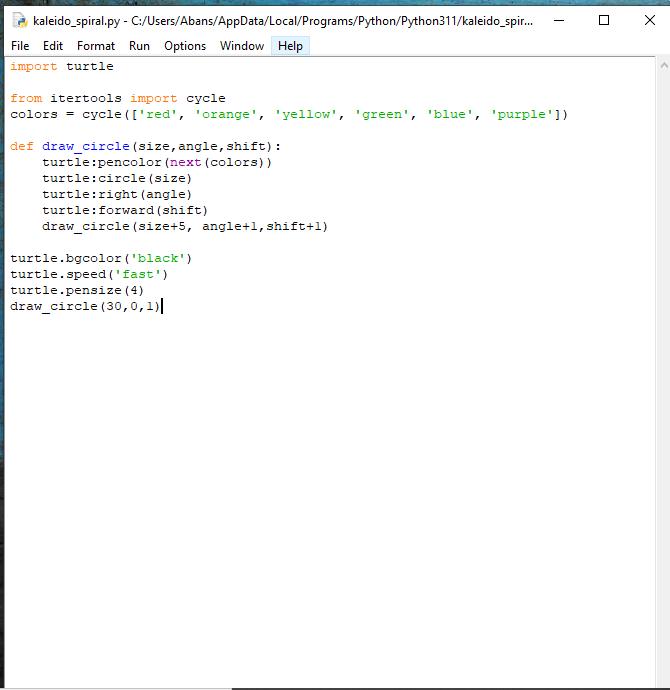 kaleido_spiral.py - C:/Users/Abans/AppData/Local/Programs/Python/Python311/kaleido_spir...
File Edit Format Run Options Window Help
import turtle
from itertools import cycle
colors = cycle(['red', 'orange', 'yellow', 'green', 'blue', 'purple'])
def draw_circle(size,angle,shift):
    turtle:pencolor(next(colors))
    turtle:circle(size)
    turtle:right(angle)
    turtle:forward(shift)
    draw_circle(size+5, angle+1,shift+1)
turtle.bgcolor('black')
turtle.speed('fast')
turtle.pensize(4)
draw_circle(30,0,1)